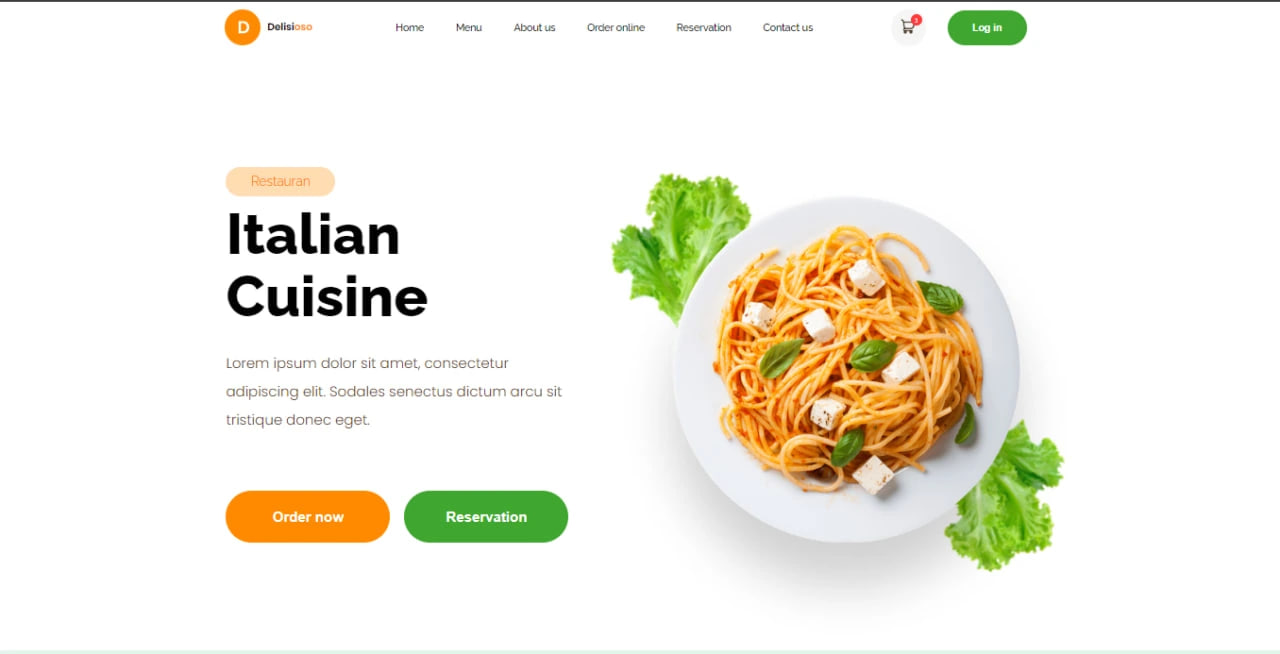 D Delisioso
Home Menu About us Order online Reservation Contact us
3
Log in
Restauran
Italian
Cuisine
Lorem ipsum dolor sit amet, consectetur
adipiscing elit. Sodales senectus dictum arcu sit
tristique donec eget.
Order now Reservation